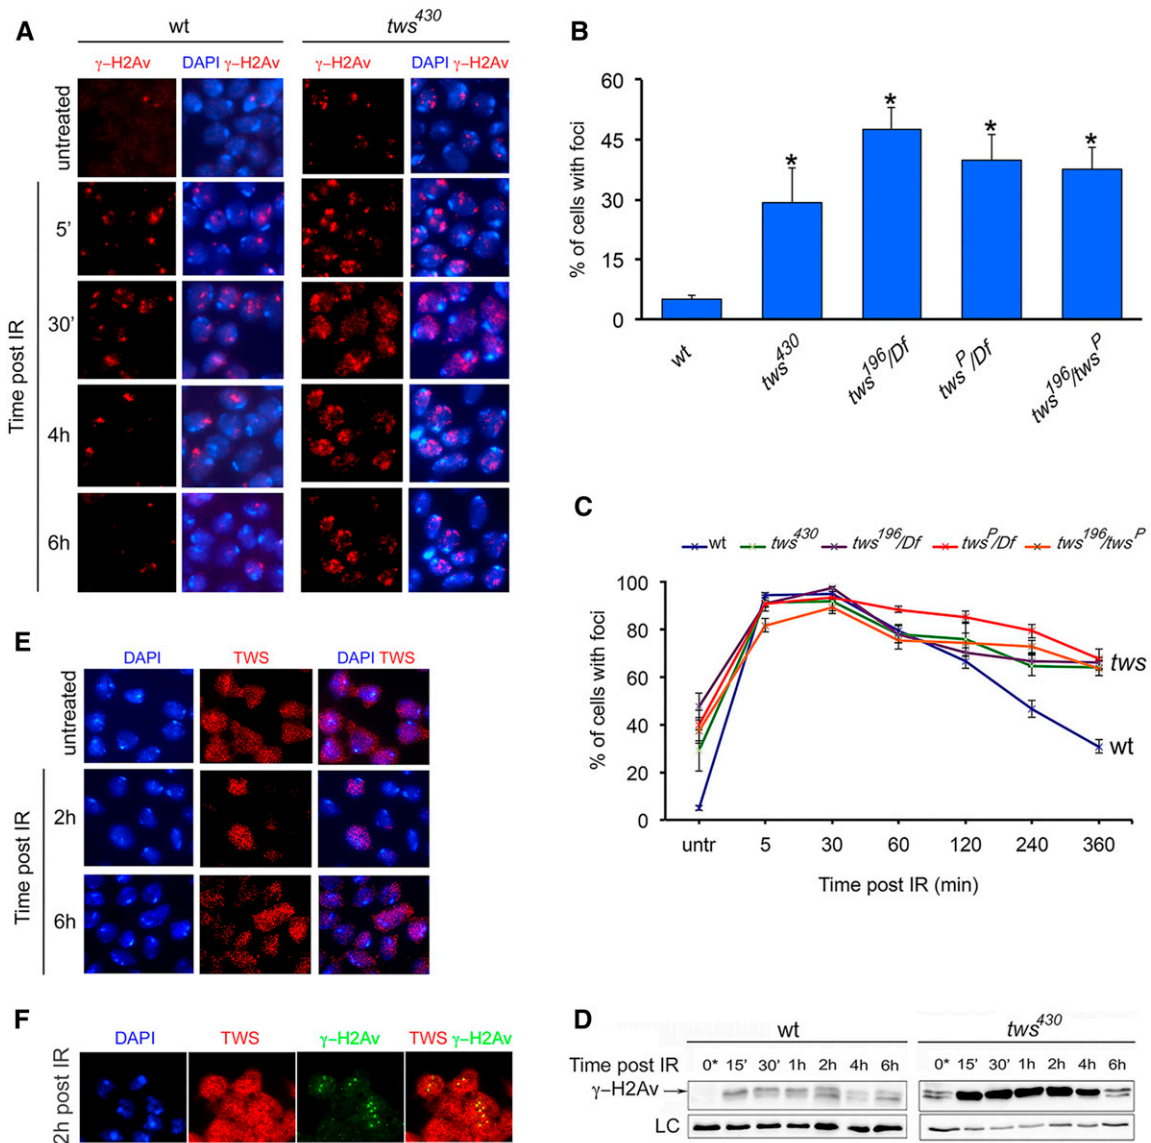 A
wt
tws430
γ–H2Av
DAPI γ–H2Av
γ–H2Av
DAPI γ–H2Av
untreated
Time post IR
5'
30'
4h
6h
B
% of cells with foci
60
45
30
15
0
*
*
*
*
wt
tws430
tws196/Df
twsP/Df
tws196/twsP
C
wt
tws430
tws196/Df
twsP/Df
tws196/twsP
% of cells with foci
100
80
60
40
20
0
tws
wt
untr 5 30 60 120 240 360
Time post IR (min)
E
DAPI
TWS
DAPI TWS
untreated
Time post IR
2h
6h
F
DAPI
TWS
γ–H2Av
TWS γ–H2Av
2h post IR
D
wt
tws430
Time post IR 0* 15' 30' 1h 2h 4h 6h 0* 15' 30' 1h 2h 4h 6h
γ–H2Av
LC